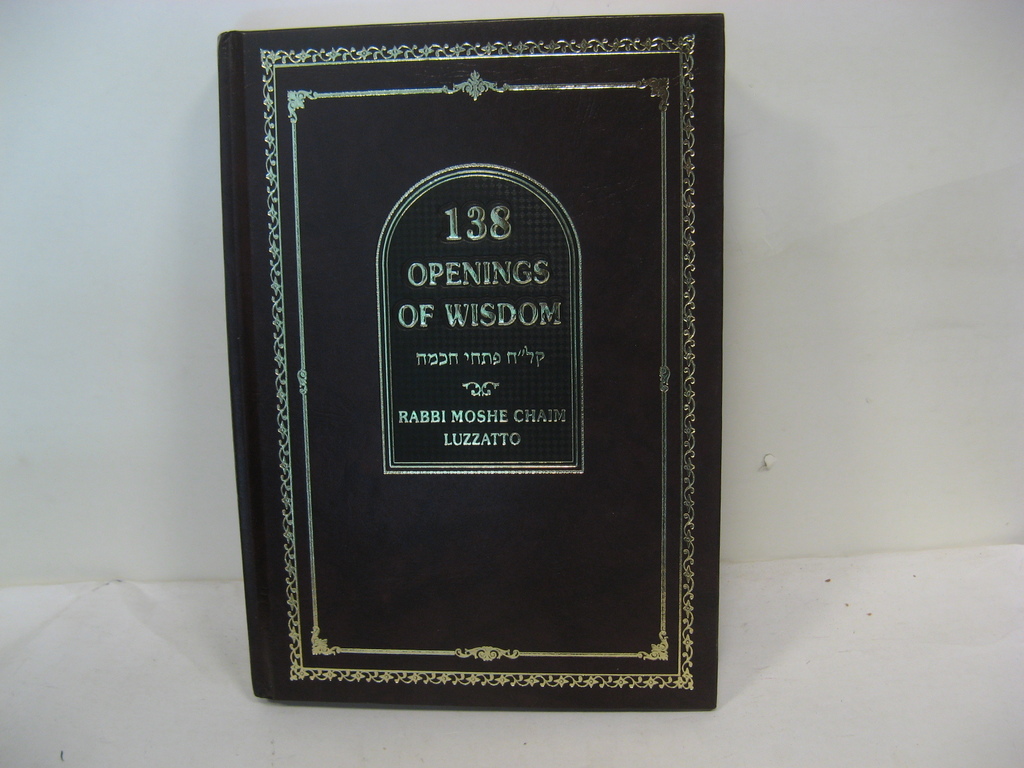 138
OPENINGS
OF WISDOM
קל״ח פתחי חכמה
RABBI MOSHE CHAIM
LUZZATTO